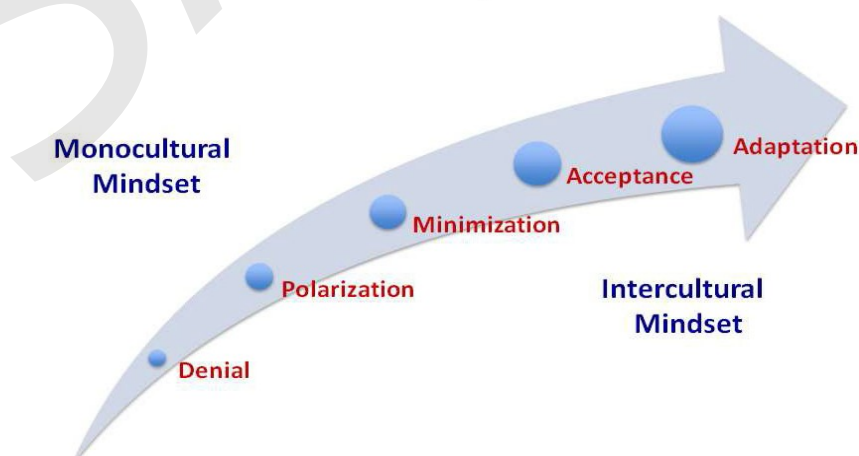 Monocultural
Mindset
Adaptation
Acceptance
Minimization
Polarization
Intercultural
Mindset
Denial